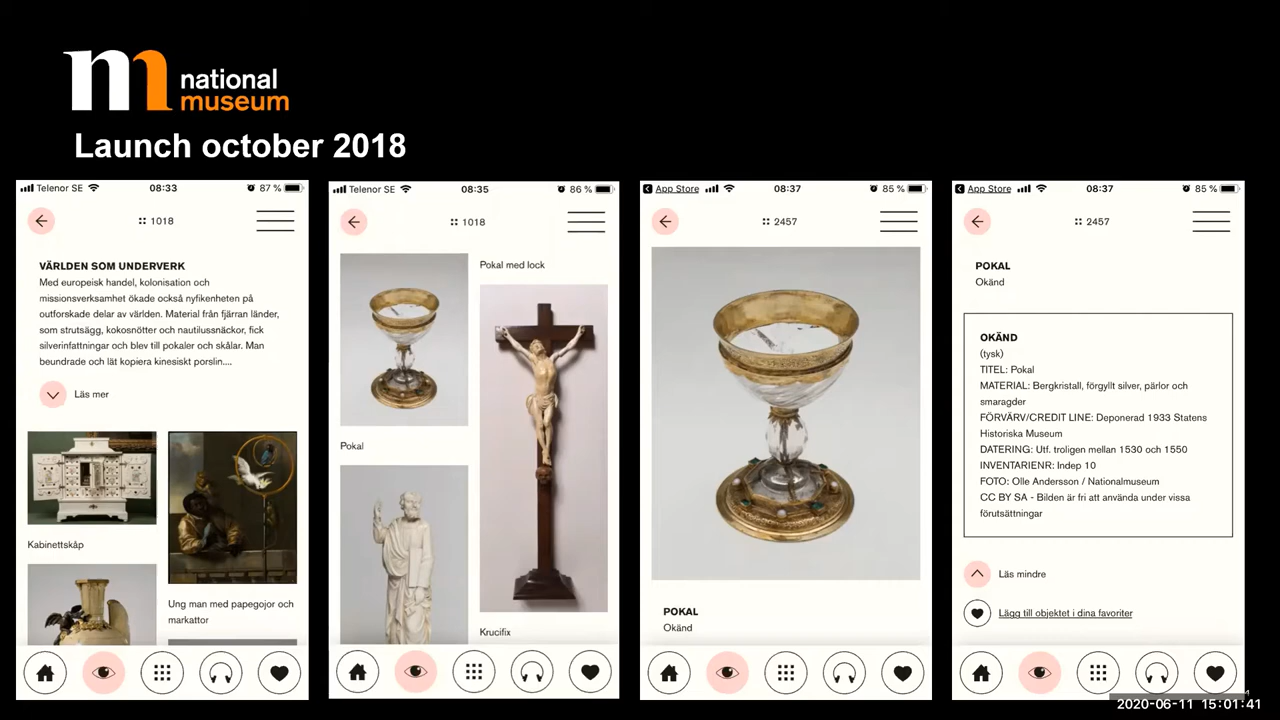 m national
museum
Launch october 2018
Telenor SE 08:33 87 %
1018
VÄRLDEN SOM UNDERVERK
Med europeisk handel, kolonisation och
missionsverksamhet ökade också nyfikenheten på
outforskade delar av världen. Material från fjärran länder,
som strutsägg, kokosnötter och nautilussnäckor, fick
silverinfattningar och blev till pokaler och skålar. Man
beundrade och lät kopiera kinesiskt porslin....
Läs mer
Kabinettskåp
Ung man med papegojor och
markattor
Telenor SE 08:35 86 %
1018
Pokal med lock
Pokal
Krucifix
App Store 08:37 85 %
2457
POKAL
Okänd
App Store 08:37 85 %
2457
POKAL
Okänd
OKÄND
(tysk)
TITEL: Pokal
MATERIAL: Bergkristall, förgyllt silver, pärlor och
smaragder
FÖRVÄRV/CREDIT LINE: Deponerad 1933 Statens
Historiska Museum
DATERING: Utf. troligen mellan 1530 och 1550
INVENTARIENR: Indep 10
FOTO: Olle Andersson / Nationalmuseum
CC BY SA - Bilden är fri att använda under vissa
förutsättningar
Läs mindre
Lägg till objektet i dina favoriter
2020-06-11 15:01:41